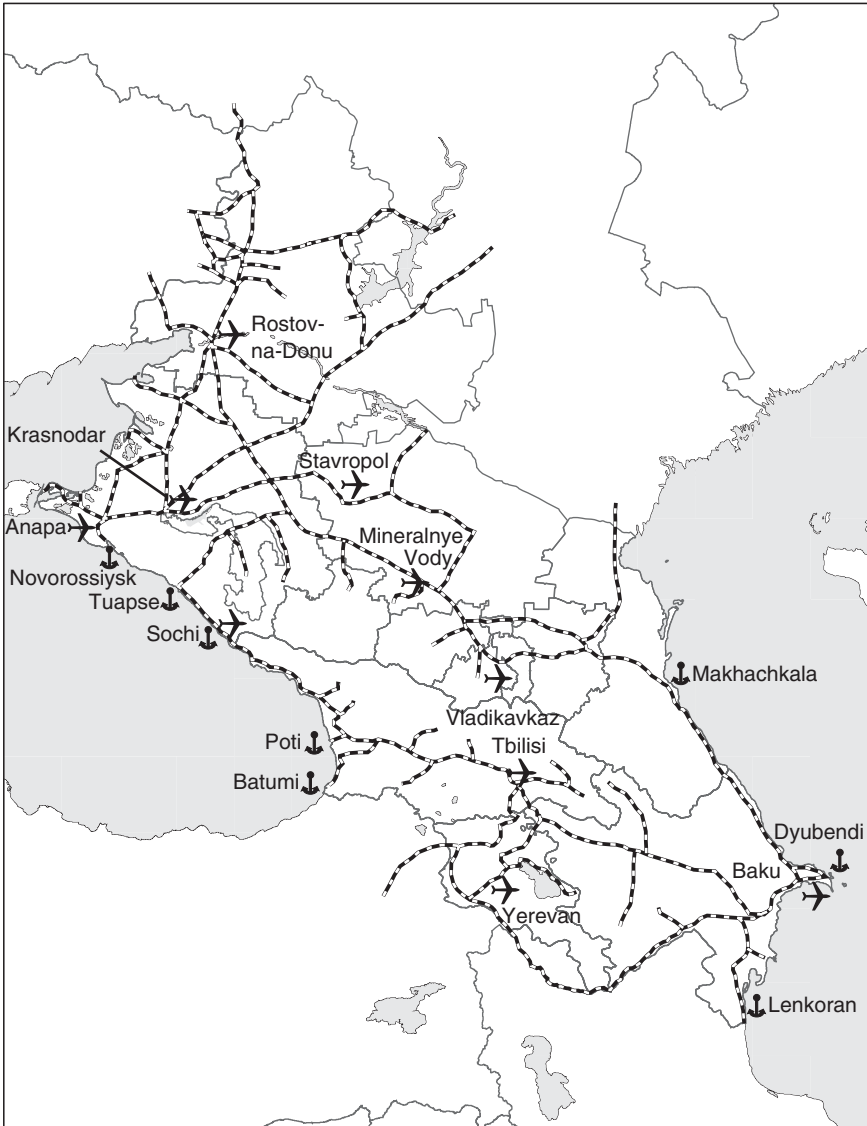 Rostov-
na-Donu
Krasnodar
Stavropol
Anapa
Mineralnye
Vody
Novorossiysk
Tuapse
Sochi
Makhachkala
Vladikavkaz
Poti
Tbilisi
Batumi
Dyubendi
Baku
Yerevan
Lenkoran